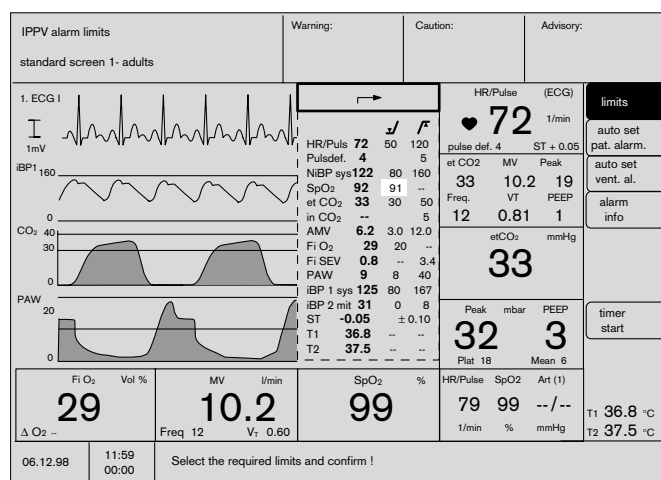 IPPV alarm limits
standard screen 1- adults
Warning:
Caution:
Advisory:
1. ECG I
1mV
iBP1 160
0
CO2 40
30
0
PAW
20
0
HR/Puls 72 50 120
Pulsdef. 4 5
NiBP sys 122 80 160
SpO2 92 91 --
et CO2 33 30 50
in CO2 -- 5
AMV 6.2 3.0 12.0
Fi O2 29 20 --
Fi SEV 0.8 -- 3.4
PAW 9 8 40
iBP 1 sys 125 80 167
iBP 2 mit 31 0 8
ST -0.05 ± 0.10
T1 36.8 -- --
T2 37.5 -- --
HR/Pulse (ECG)
72 1/min
pulse def. 4 ST + 0.05
et CO2 MV Peak
33 10.2 19
Freq. VT PEEP
12 0.81 1
etCO2 mmHg
33
Peak mbar PEEP
32 3
Plat 18 Mean 6
limits
auto set
pat. alarm.
auto set
vent. al.
alarm
info
timer
start
Fi O2 Vol %
29
Δ O2 --
MV l/min
10.2
Freq 12 VT 0.60
SpO2 %
99
HR/Pulse SpO2 Art (1)
79 99 --/--
1/min % mmHg
T1 36.8 °C
T2 37.5 °C
06.12.98
11:59
00:00
Select the required limits and confirm !